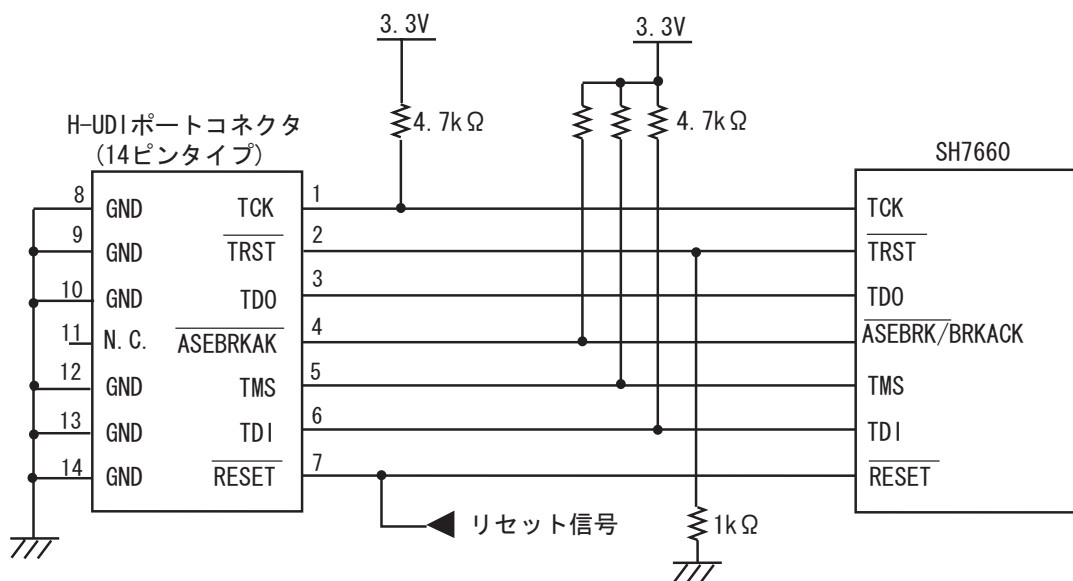 3.3V
3.3V
4.7kΩ
4.7kΩ
H-UDIポートコネクタ
(14ピンタイプ)
SH7660
8
GND
TCK
1
TCK
9
GND
TRST
2
TRST
10
GND
TDO
3
TDO
11
N.C.
ASEBRKAK
4
ASEBRK/BRKACK
12
GND
TMS
5
TMS
13
GND
TDI
6
TDI
14
GND
RESET
7
RESET
リセット信号
1kΩ